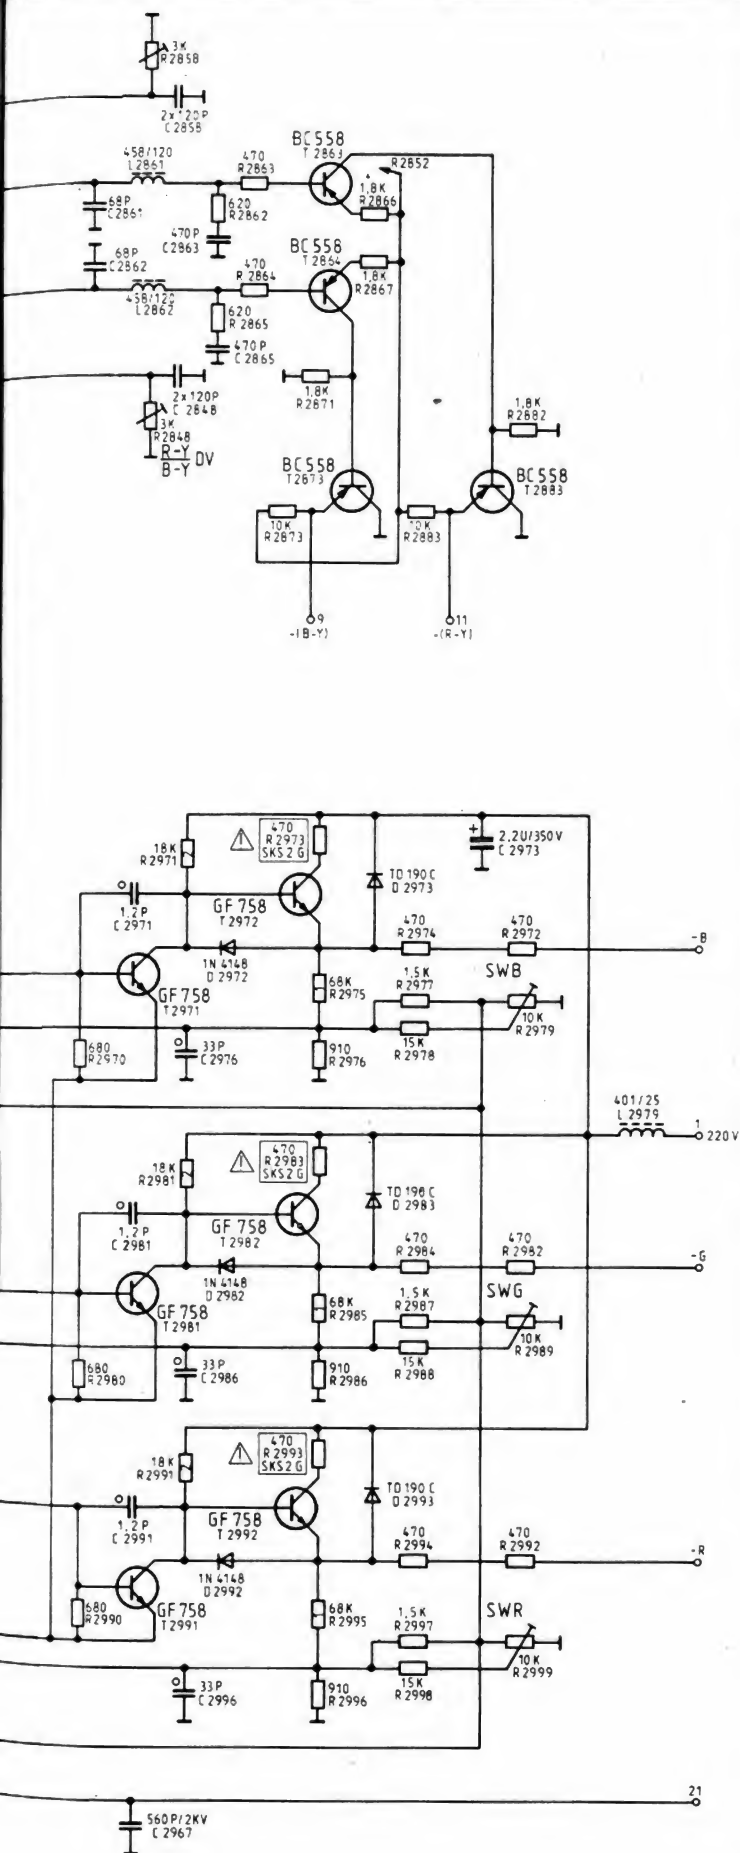 3K
R2858
2x120P
C2858
458/120
L2861
470
R2863
BC558
T2863
R2852
1,8K
R2866
68P
C2861
620
R2862
470P
C2863
68P
C2862
470
R2864
BC558
T2864
1,8K
R2867
458/120
L2862
620
R2865
470P
C2865
1,8K
R2871
2x120P
C2848
3K
R2848
R-Y
B-Y
DV
1,8K
R2882
BC558
T2873
BC558
T2883
10K
R2873
10K
R2883
9
-(B-Y)
11
-(R-Y)
18K
R2971
470
R2973
SKS2G
+
2,2U/350V
C2973
1,2P
C2971
GF758
T2972
TD190C
D2973
470
R2974
470
R2972
-B
1N4148
D2972
GF758
T2971
68K
R2975
1,5K
R2977
SWB
10K
R2979
680
R2970
33P
C2976
910
R2976
15K
R2978
401/25
L2979
1
220V
18K
R2981
470
R2983
SKS2G
1,2P
C2981
GF758
T2982
TD190C
D2983
470
R2984
470
R2982
-G
1N4148
D2982
GF758
T2981
68K
R2985
1,5K
R2987
SWG
10K
R2989
680
R2980
33P
C2986
910
R2986
15K
R2988
18K
R2991
470
R2993
SKS2G
1,2P
C2991
GF758
T2992
TD190C
D2993
470
R2994
470
R2992
-R
1N4148
D2992
GF758
T2991
680
R2990
68K
R2995
1,5K
R2997
SWR
10K
R2999
33P
C2996
910
R2996
15K
R2998
21
560P/2KV
C2967